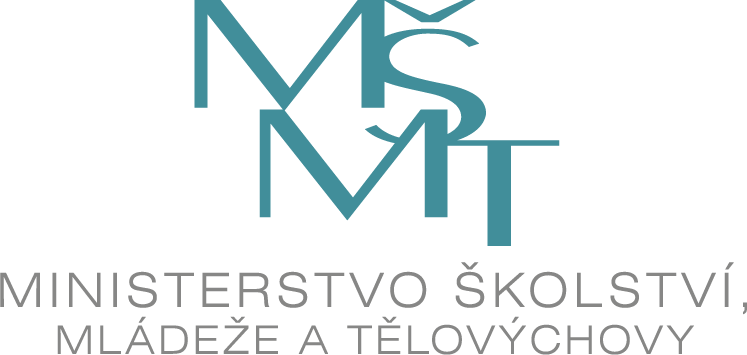 MŠ
MT
MINISTERSTVO ŠKOLSTVÍ,
MLÁDEŽE A TĚLOVÝCHOVY